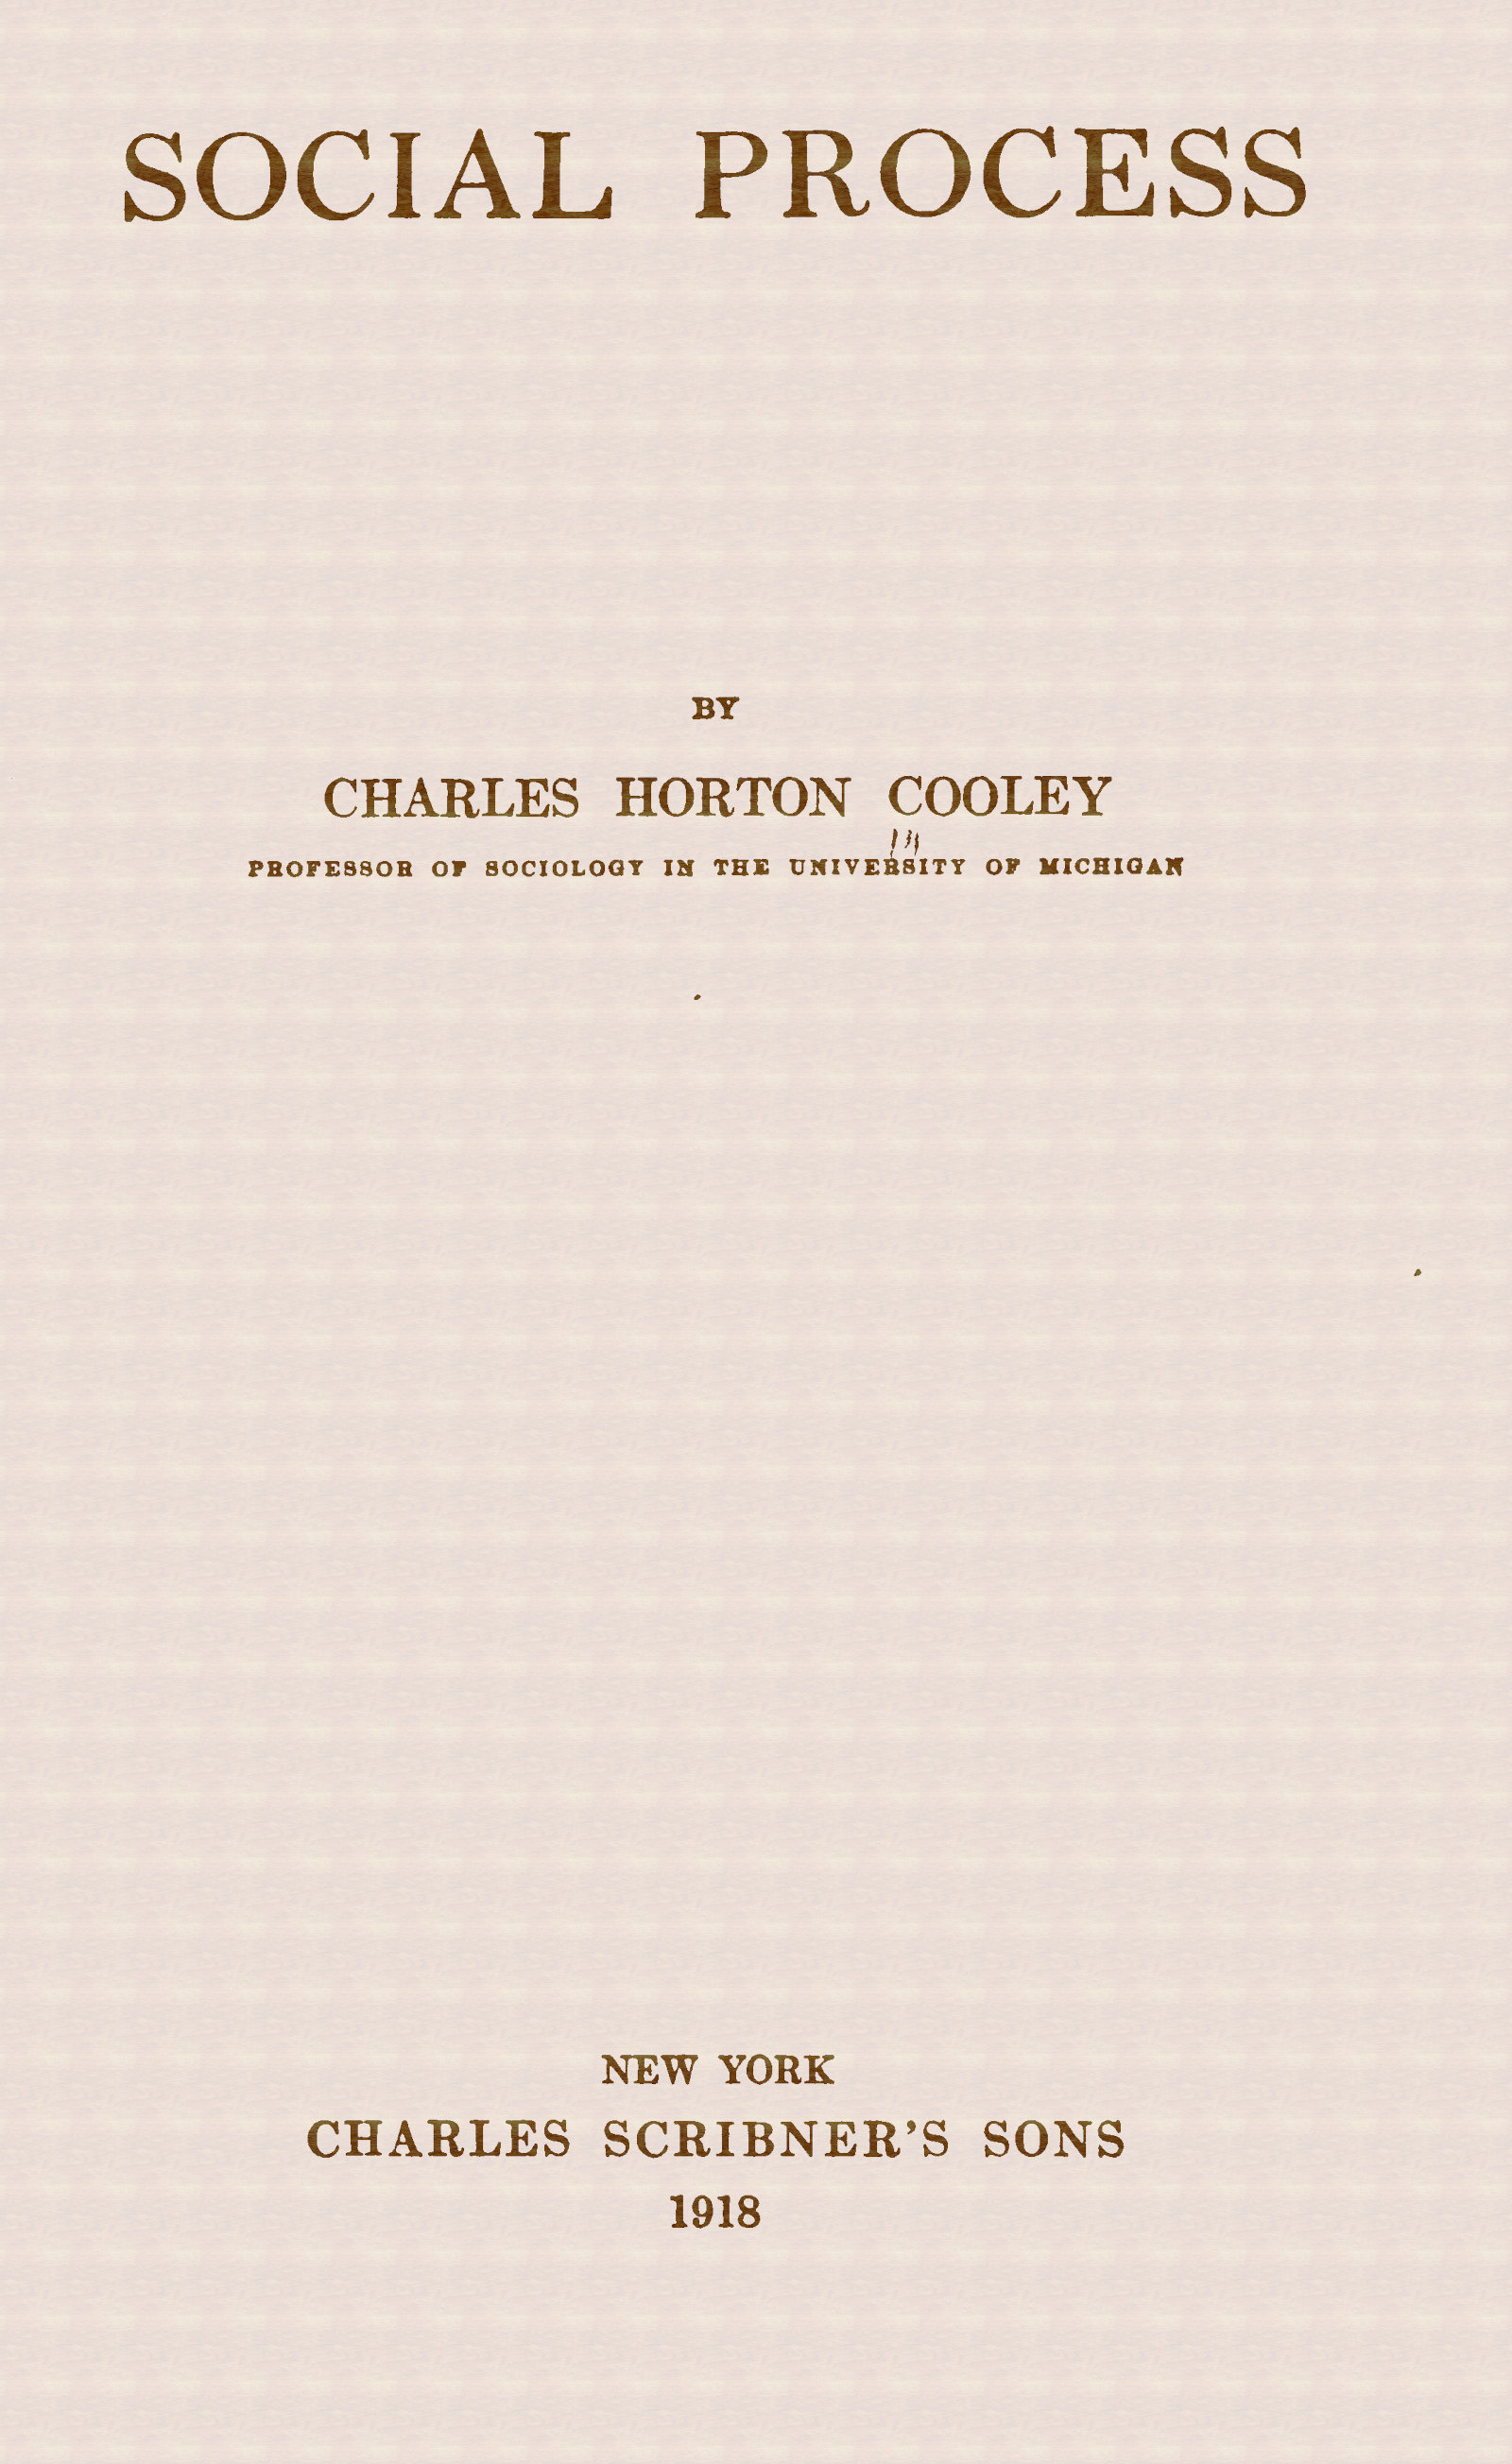 SOCIAL PROCESS
BY
CHARLES HORTON COOLEY
PROFESSOR OF SOCIOLOGY IN THE UNIVERSITY OF MICHIGAN
NEW YORK
CHARLES SCRIBNER'S SONS
1918